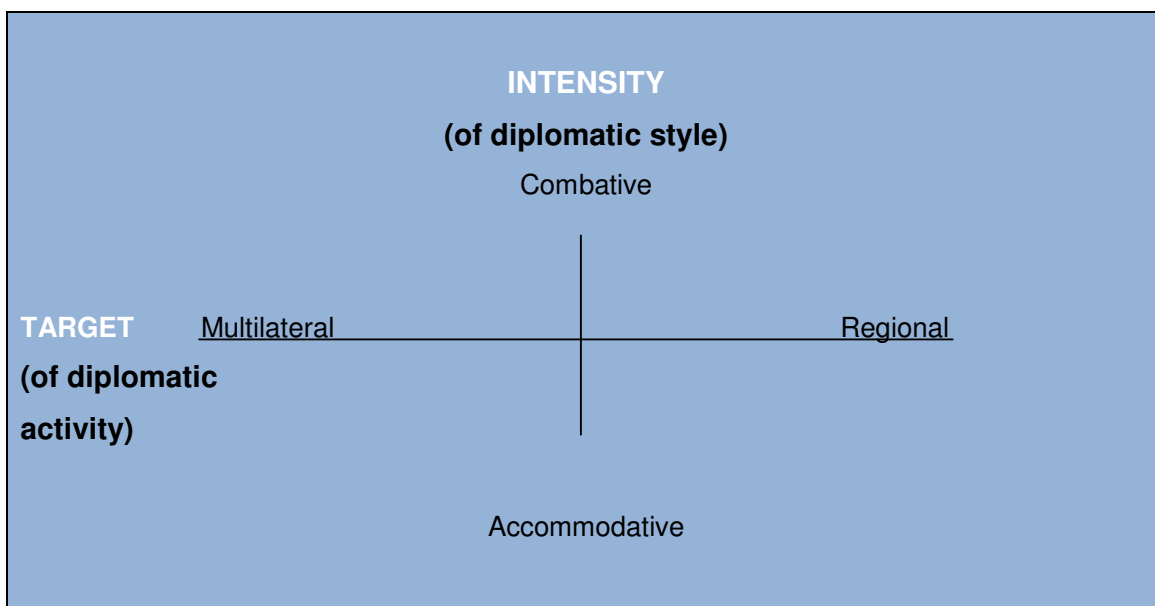 INTENSITY
(of diplomatic style)
Combative
TARGET Multilateral Regional
(of diplomatic
activity)
Accommodative